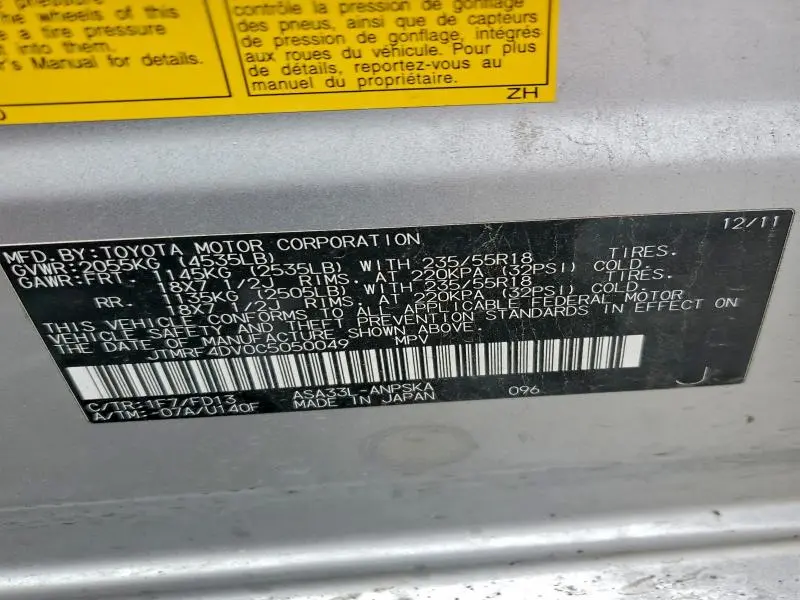 the wheels of this
e a tire pressure
into them.
r's Manual for details.
contrôle la pression de gonflage
des pneus, ainsi que de capteurs
de pression de gonflage, intégrés
aux roues du véhicule. Pour plus
de détails, reportez-vous au
manuel du propriétaire.
ZH
12/11
MFD.BY:TOYOTA MOTOR CORPORATION
GVWR:2055KG (4535LB)
GAWR:FRT. 1145KG (2535LB) WITH 235/55R18 TIRES.
18X7 1/2J RIMS.AT 220KPA (32PSI) COLD.
RR. 1135KG (2505LB) WITH 235/55R18 TIRES.
18X7 1/2J RIMS.AT 220KPA (32PSI) COLD.
THIS VEHICLE CONFORMS TO ALL APPLICABLE FEDERAL MOTOR
VEHICLE SAFETY AND THEFT PREVENTION STANDARDS IN EFFECT ON
THE DATE OF MANUFACTURE SHOWN ABOVE.
JTMRF4DV0C5050049 MPV
C/TR:1F7/FD13 ASA33L-ANPSKA 096
A/TM:-07A/U140F MADE IN JAPAN
J